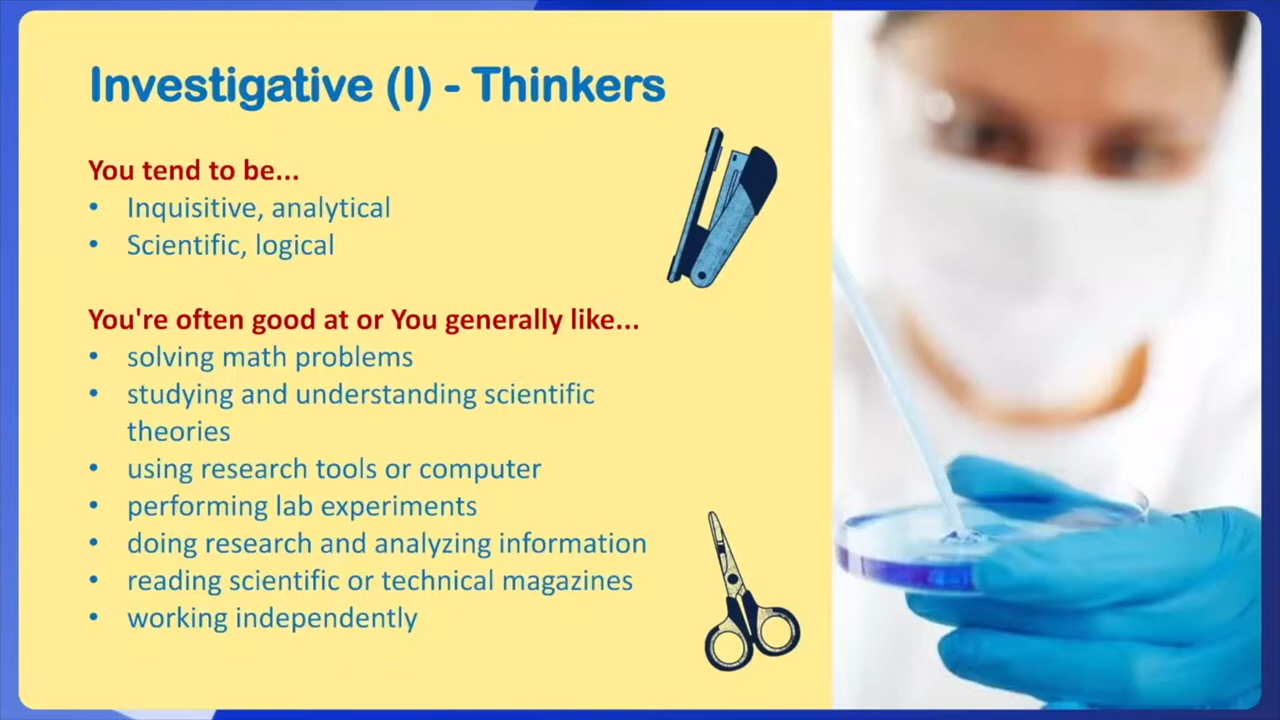 Investigative (I) - Thinkers
You tend to be...
• Inquisitive, analytical
• Scientific, logical
You're often good at or You generally like...
• solving math problems
• studying and understanding scientific
theories
• using research tools or computer
• performing lab experiments
• doing research and analyzing information
• reading scientific or technical magazines
• working independently